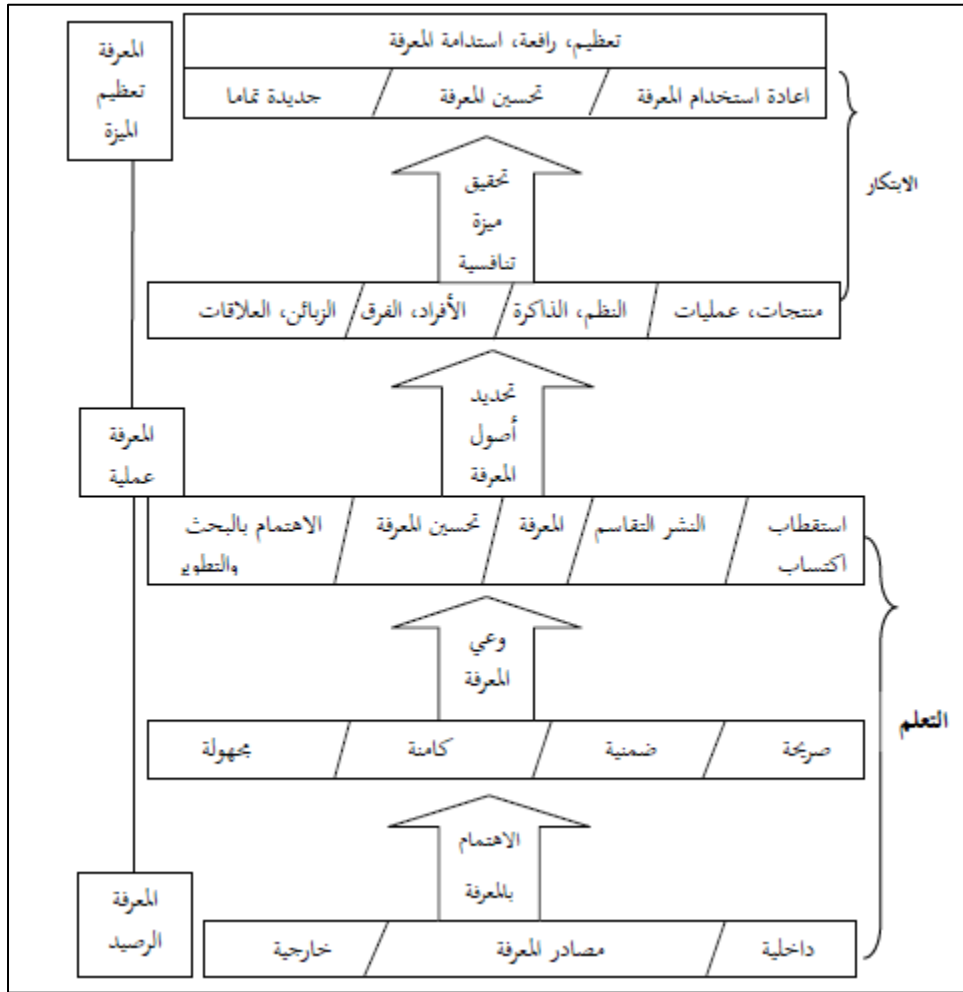 تعظيم، رافعة، استدامة المعرفة
اعادة استخدام المعرفة
تحسين المعرفة
جديدة تماما
المعرفة
تعظيم
الميزة
تحقيق
ميزة
تنافسية
الابتكار
منتجات، عمليات
النظم، الذاكرة
الأفراد، الفرق
الزبائن، العلاقات
تحديد
أصول
المعرفة
المعرفة
عملية
استقطاب
اكتساب
النشر التقاسم
المعرفة
تحسين المعرفة
الاهتمام بالبحث
والتطوير
وعي
المعرفة
التعلم
صريحة
ضمنية
كامنة
مجهولة
الاهتمام
بالمعرفة
المعرفة
الرصيد
داخلية
مصادر المعرفة
خارجية